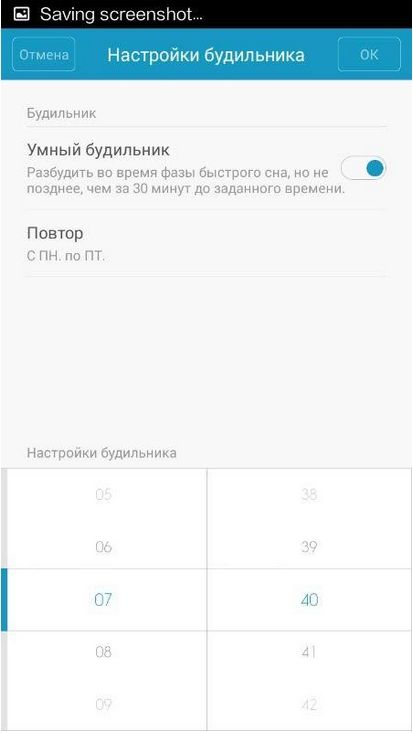 Saving screenshot...
Отмена
Настройки будильника
ОК
Будильник
Умный будильник
Разбудить во время фазы быстрого сна, но не
позднее, чем за 30 минут до заданного времени.
Повтор
С ПН. по ПТ.
Настройки будильника
05 38
06 39
07 40
08 41
09 42